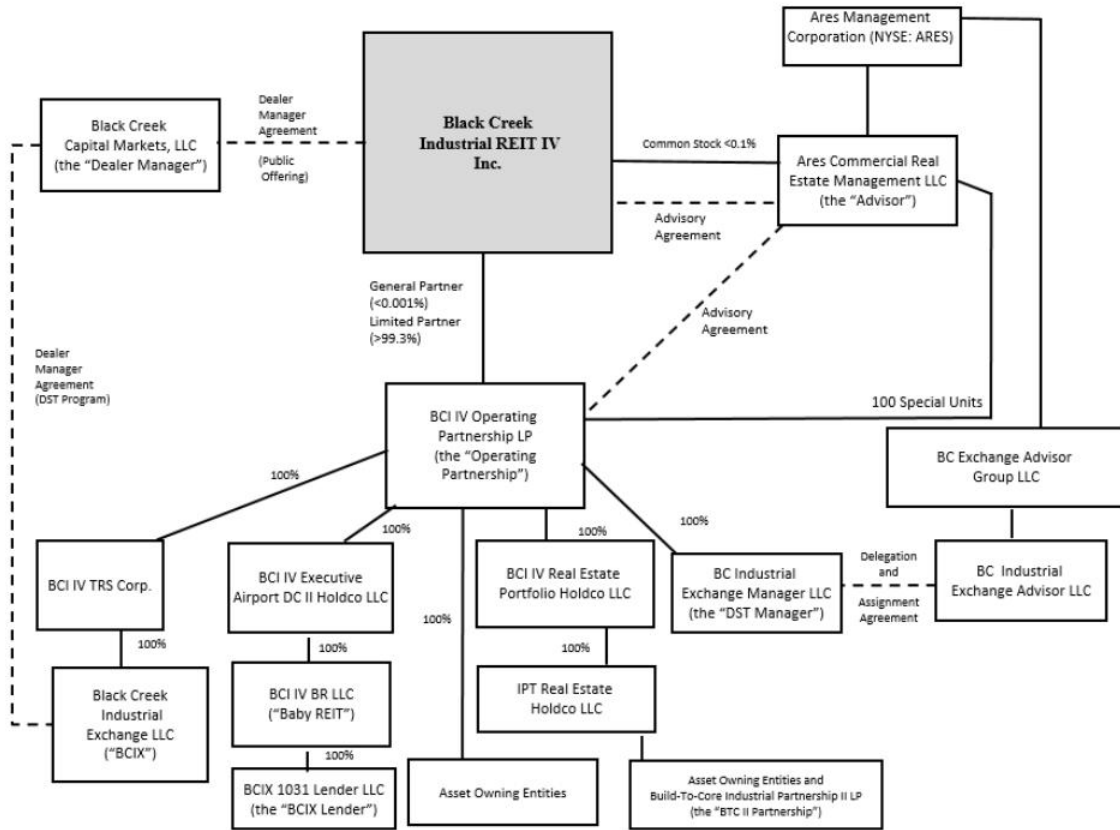 Ares Management
Corporation (NYSE: ARES)
Black Creek
Capital Markets, LLC
(the “Dealer Manager”)
Dealer
Manager
Agreement
(Public
Offering)
Black Creek
Industrial REIT IV
Inc.
Common Stock <0.1%
Ares Commercial Real
Estate Management LLC
(the “Advisor”)
Advisory
Agreement
General Partner
(<0.001%)
Limited Partner
(>99.3%)
Advisory
Agreement
Dealer
Manager
Agreement
(DST Program)
100 Special Units
BCI IV Operating
Partnership LP
(the “Operating
Partnership”)
BC Exchange Advisor
Group LLC
100%
100%
100%
100%
100%
BCI IV TRS Corp.
BCI IV Executive
Airport DC II Holdco LLC
BCI IV Real Estate
Portfolio Holdco LLC
BC Industrial
Exchange Manager LLC
(the “DST Manager”)
Delegation
and
Assignment
Agreement
BC Industrial
Exchange Advisor LLC
100%
100%
100%
Black Creek
Industrial
Exchange LLC
(“BCIX”)
BCI IV BR LLC
(“Baby REIT”)
IPT Real Estate
Holdco LLC
100%
BCIX 1031 Lender LLC
(the “BCIX Lender”)
Asset Owning Entities
Asset Owning Entities and
Build-To-Core Industrial Partnership II LP
(the “BTC II Partnership”)